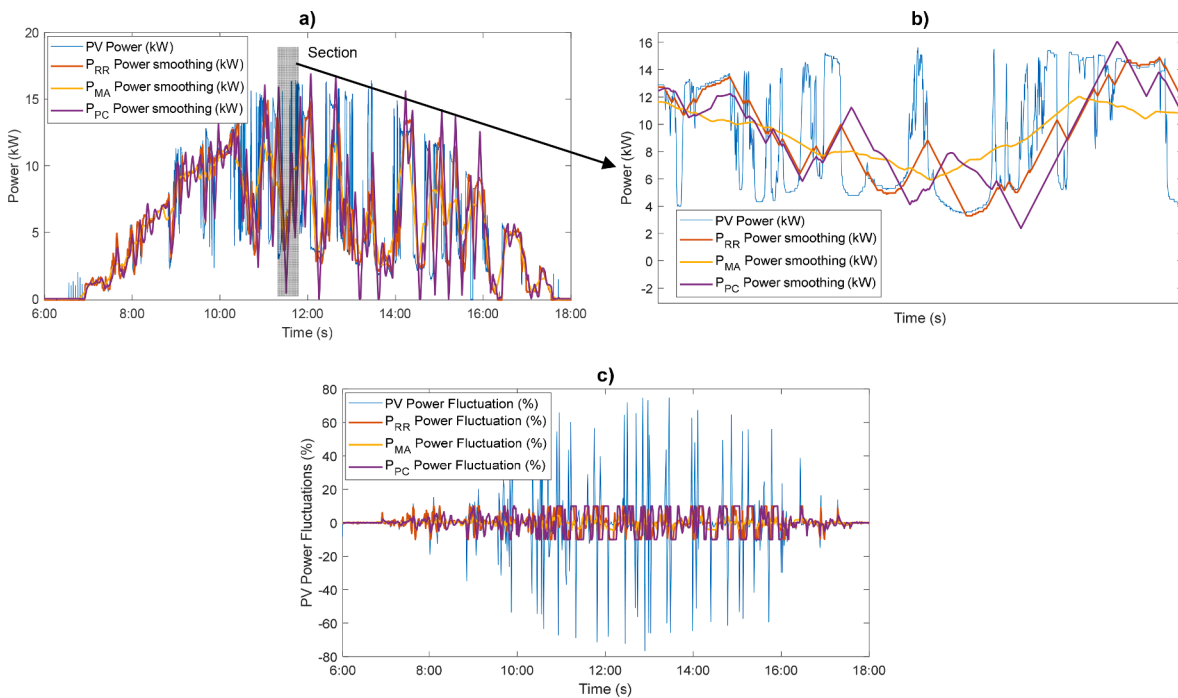 a)
Power (kW)
20
15
10
5
0
PV Power (kW)
P_RR Power smoothing (kW)
P_MA Power smoothing (kW)
P_PC Power smoothing (kW)
Section
6:00 8:00 10:00 12:00 14:00 16:00 18:00
Time (s)
b)
Power (kW)
16
14
12
10
8
6
4
2
0
-2
PV Power (kW)
P_RR Power smoothing (kW)
P_MA Power smoothing (kW)
P_PC Power smoothing (kW)
Time (s)
c)
PV Power Fluctuations (%)
80
60
40
20
0
-20
-40
-60
-80
PV Power Fluctuation (%)
P_RR Power Fluctuation (%)
P_MA Power Fluctuation (%)
P_PC Power Fluctuation (%)
6:00 8:00 10:00 12:00 14:00 16:00 18:00
Time (s)